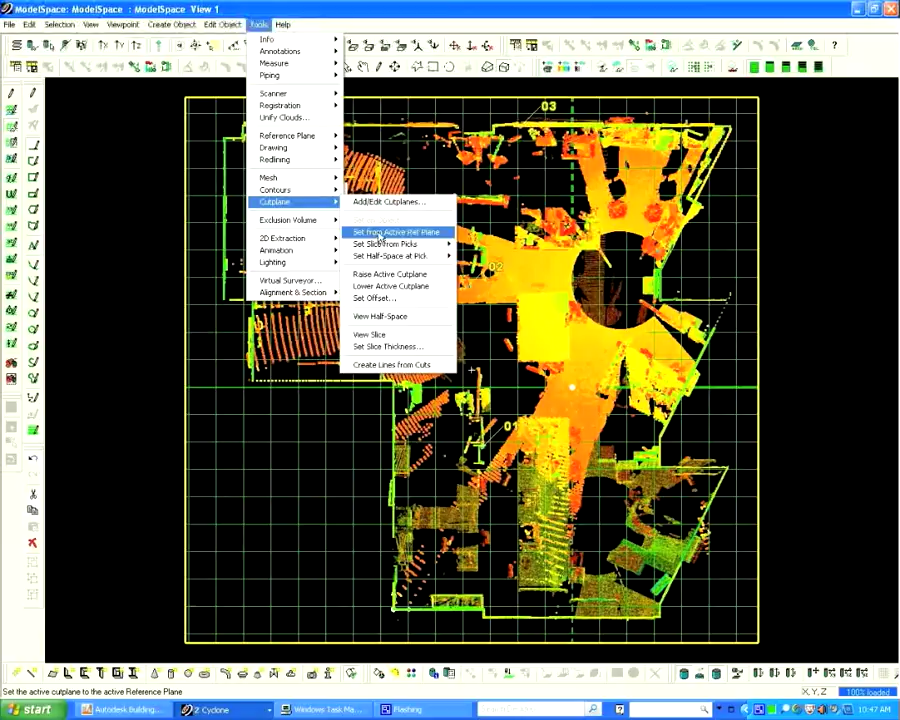 ModelSpace: ModelSpace : ModelSpace View 1
File Edit Selection View Viewpoint Create Object Edit Object Tools Help
Info
Annotations
Measure
Piping
Scanner
Registration
Unify Clouds...
Reference Plane
Drawing
Redlining
Mesh
Contours
Cutplane
Exclusion Volume
2D Extraction
Animation
Lighting
Virtual Surveyor...
Alignment & Section
Add/Edit Cutplanes...
Set from Active Ref Plane
Set Slice from Picks
Set Half-Space at Pick
Raise Active Cutplane
Lower Active Cutplane
Set Offset...
View Half-Space
View Slice
Set Slice Thickness...
Create Lines from Cuts
03
02
01
Set the active cutplane to the active Reference Plane
X, Y, Z
100% loaded
start
Autodesk Building...
Z Cyclone
Windows Task Ma...
Flashing
10:47 AM